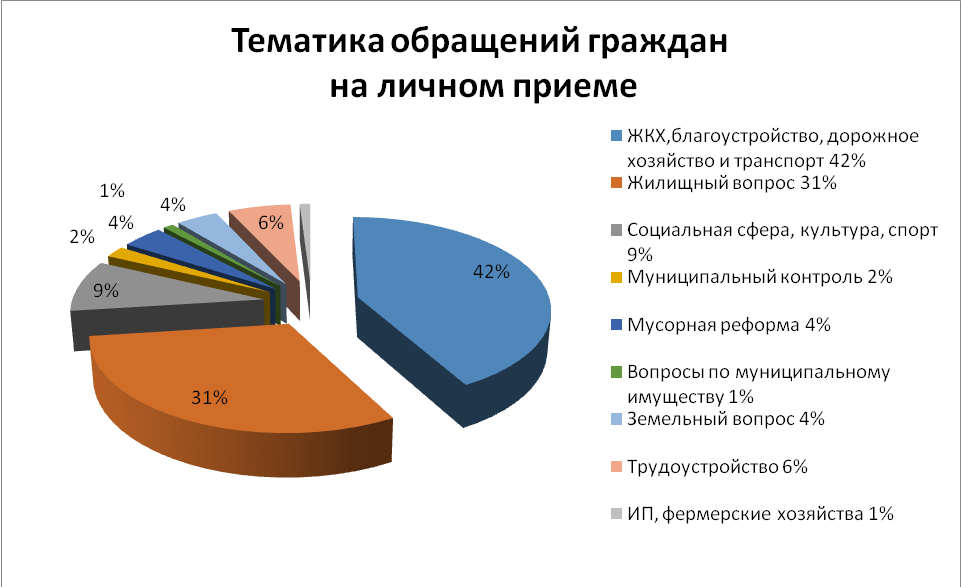 Тематика обращений граждан
на личном приеме
1%
4%
4%
2%
6%
9%
42%
31%
ЖКХ,благоустройство, дорожное
хозяйство и транспорт 42%
Жилищный вопрос 31%
Социальная сфера, культура, спорт
9%
Муниципальный контроль 2%
Мусорная реформа 4%
Вопросы по муниципальному
имуществу 1%
Земельный вопрос 4%
Трудоустройство 6%
ИП, фермерские хозяйства 1%